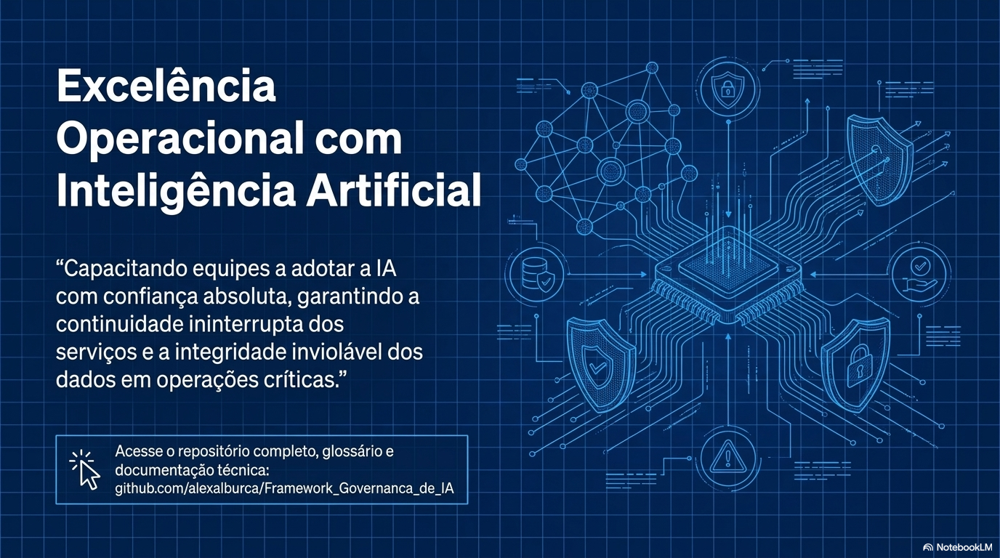 Excelência
Operacional com
Inteligência Artificial
“Capacitando equipes a adotar a IA
com confiança absoluta, garantindo a
continuidade ininterrupta dos
serviços e a integridade inviolável dos
dados em operações críticas.”
Acesse o repositório completo, glossário e
documentação técnica:
github.com/alexalburca/Framework_Governanca_de_IA
NotebookLM